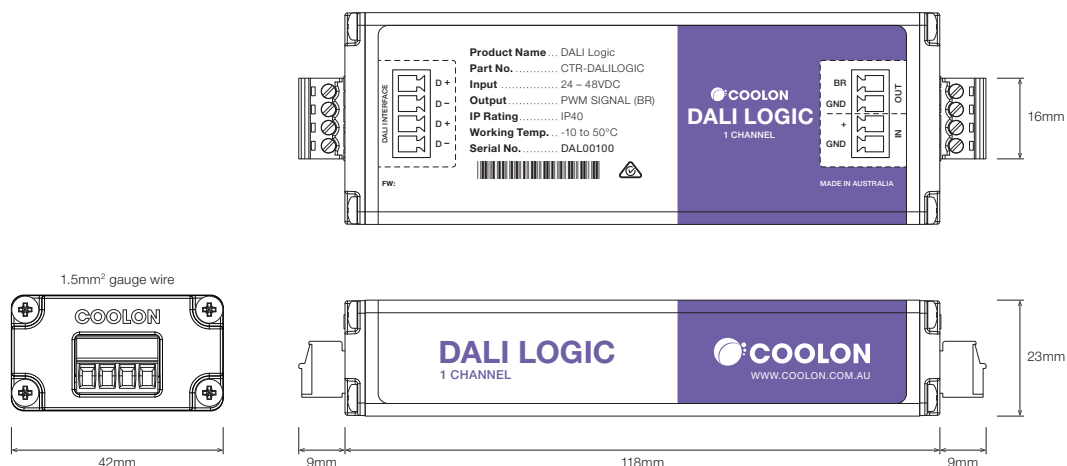 DALI INTERFACE
D +
D –
D +
D –
FW:
Product Name ... DALI Logic
Part No. ........... CTR-DALILOGIC
Input ............... 24 – 48VDC
Output ............. PWM SIGNAL (BR)
IP Rating .......... IP40
Working Temp. .. -10 to 50°C
Serial No. ......... DAL00100
COOLON
DALI LOGIC
1 CHANNEL
BR
GND
+
GND
OUT
IN
MADE IN AUSTRALIA
16mm
1.5mm² gauge wire
COOLON
42mm
DALI LOGIC
1 CHANNEL
COOLON
WWW.COOLON.COM.AU
23mm
9mm
118mm
9mm